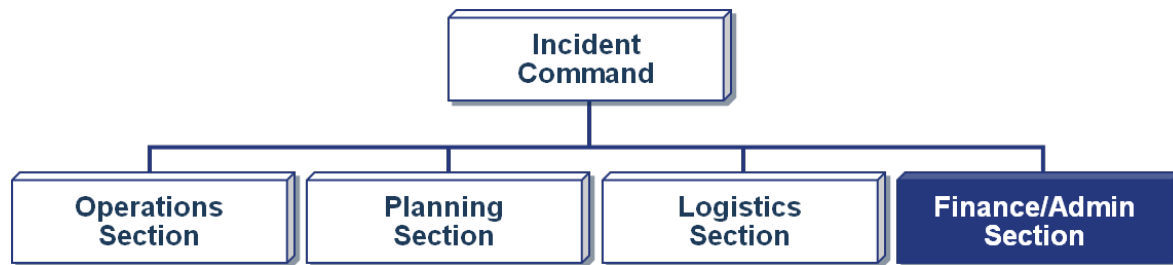 Incident
Command
Operations
Section
Planning
Section
Logistics
Section
Finance/Admin
Section